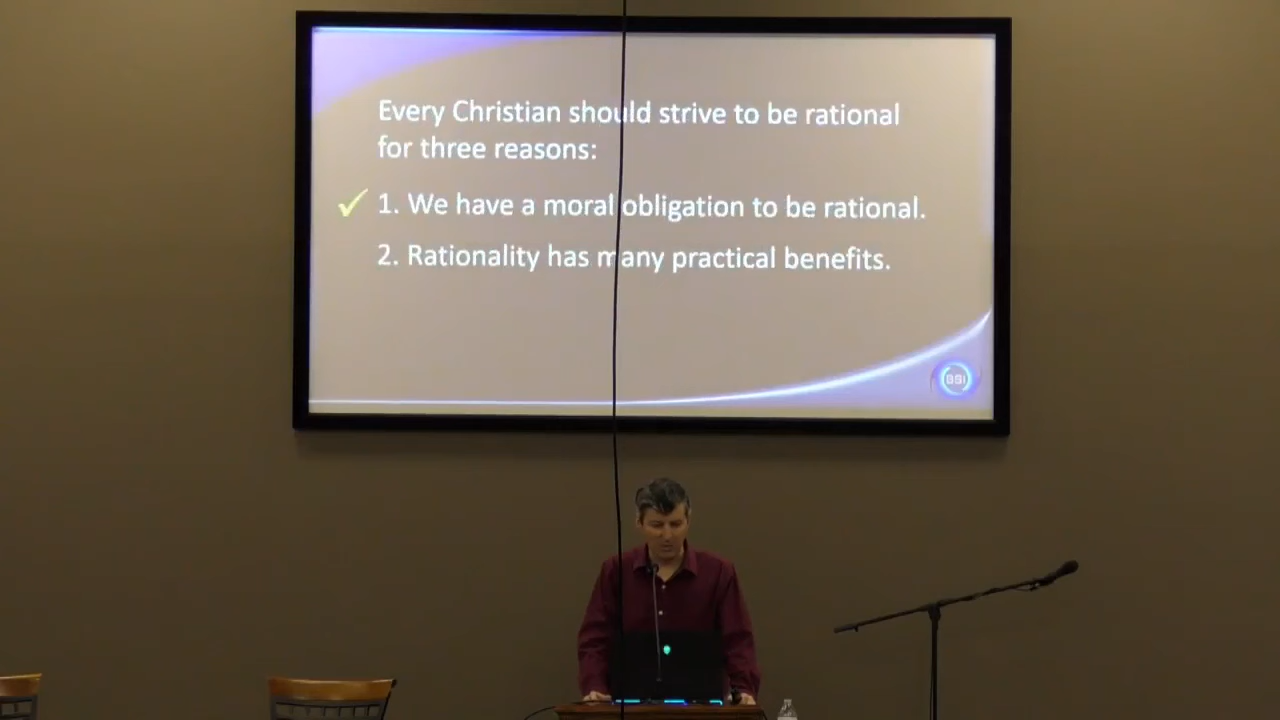 Every Christian should strive to be rational
for three reasons:
1. We have a moral obligation to be rational.
2. Rationality has many practical benefits.
BSI